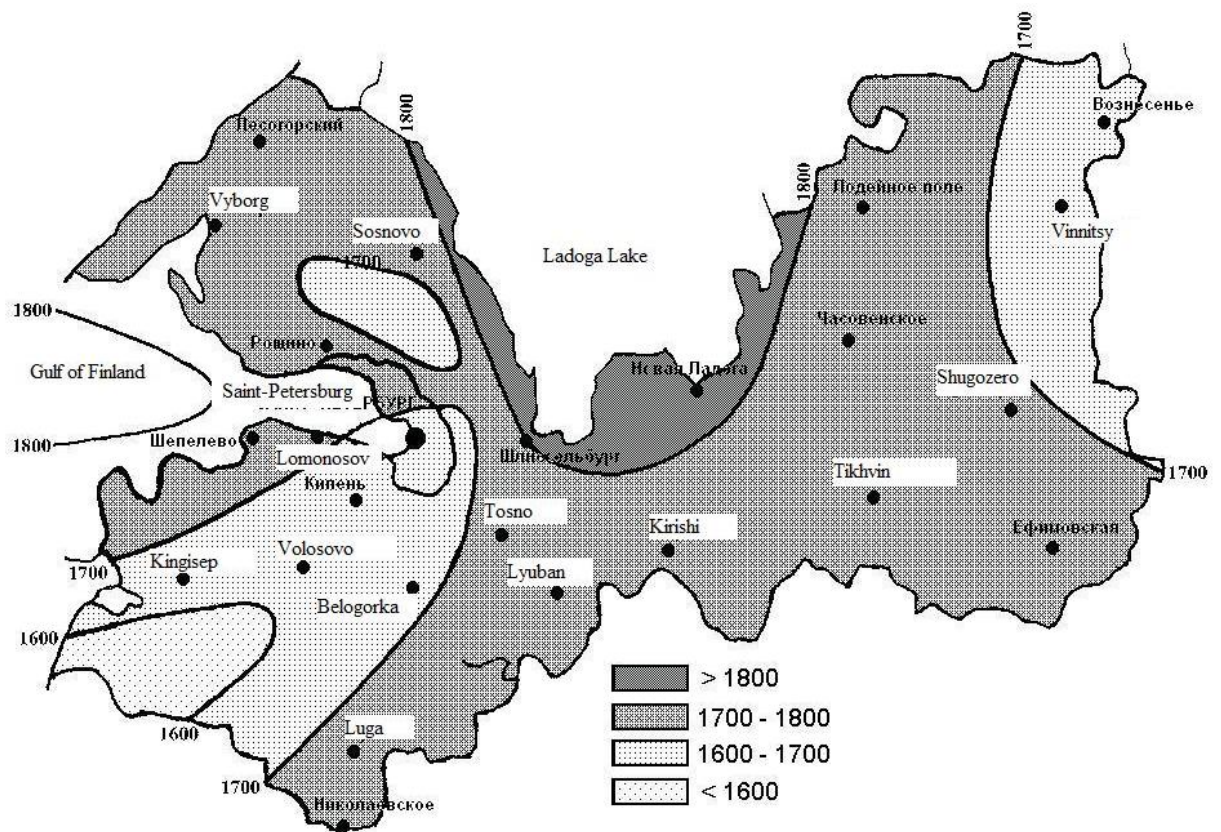 1700
1800
Вознесенье
Лесогорский
1800
Подейное поле
Vyborg
Vinnitsy
Sosnovo
Ladoga Lake
1700
1800
Часовенское
Рощино
Gulf of Finland
Новая Ладога
Shugozero
Saint-Petersburg
РБУРГ
1800
Шепелево
Шлиссельбург
Lomonosov
Tikhvin
1700
Кипень
Tosno
Kirishi
Ефимовская
Volosovo
Kingisep
1700
Lyuban
Belogorka
1600
> 1800
1700 - 1800
Luga
1600
1600 - 1700
1700
< 1600
Николаевское